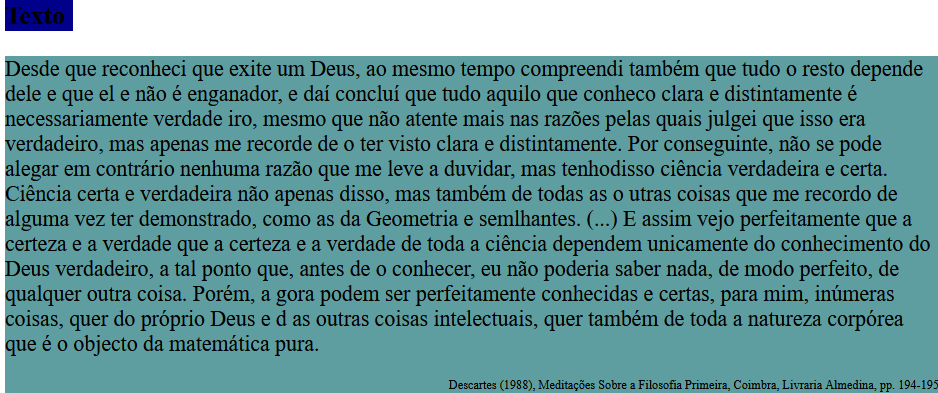 Texto
Desde que reconheci que exite um Deus, ao mesmo tempo compreendi também que tudo o resto depende
dele e que el e não é enganador, e daí concluí que tudo aquilo que conheco clara e distintamente é
necessariamente verdade iro, mesmo que não atente mais nas razões pelas quais julgei que isso era
verdadeiro, mas apenas me recorde de o ter visto clara e distintamente. Por conseguinte, não se pode
alegar em contrário nenhuma razão que me leve a duvidar, mas tenhodisso ciência verdadeira e certa.
Ciência certa e verdadeira não apenas disso, mas também de todas as o utras coisas que me recordo de
alguma vez ter demonstrado, como as da Geometria e semlhantes. (...) E assim vejo perfeitamente que a
certeza e a verdade que a certeza e a verdade de toda a ciência dependem unicamente do conhecimento do
Deus verdadeiro, a tal ponto que, antes de o conhecer, eu não poderia saber nada, de modo perfeito, de
qualquer outra coisa. Porém, a gora podem ser perfeitamente conhecidas e certas, para mim, inúmeras
coisas, quer do próprio Deus e d as outras coisas intelectuais, quer também de toda a natureza corpórea
que é o objecto da matemática pura.
Descartes (1988), Meditações Sobre a Filosofia Primeira, Coimbra, Livraria Almedina, pp. 194-195